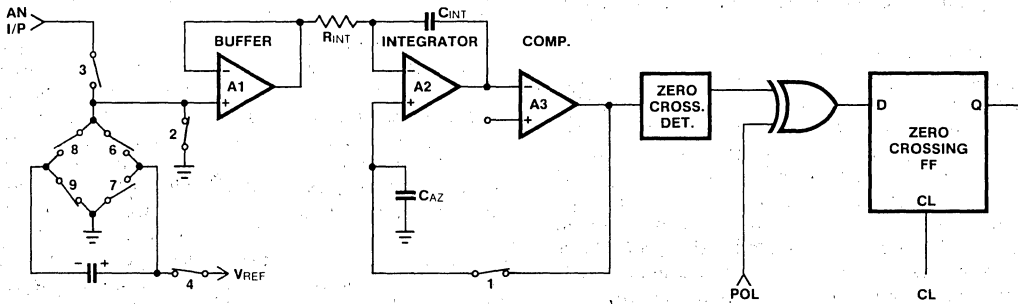 AN
I/P
3
8
6
9
7
− +
4
VREF
2
BUFFER
−
A1
+
RINT
CINT
INTEGRATOR
−
A2
+
CAZ
1
COMP.
−
A3
+
ZERO
CROSS.
DET.
POL
D Q
ZERO
CROSSING
FF
CL
CL